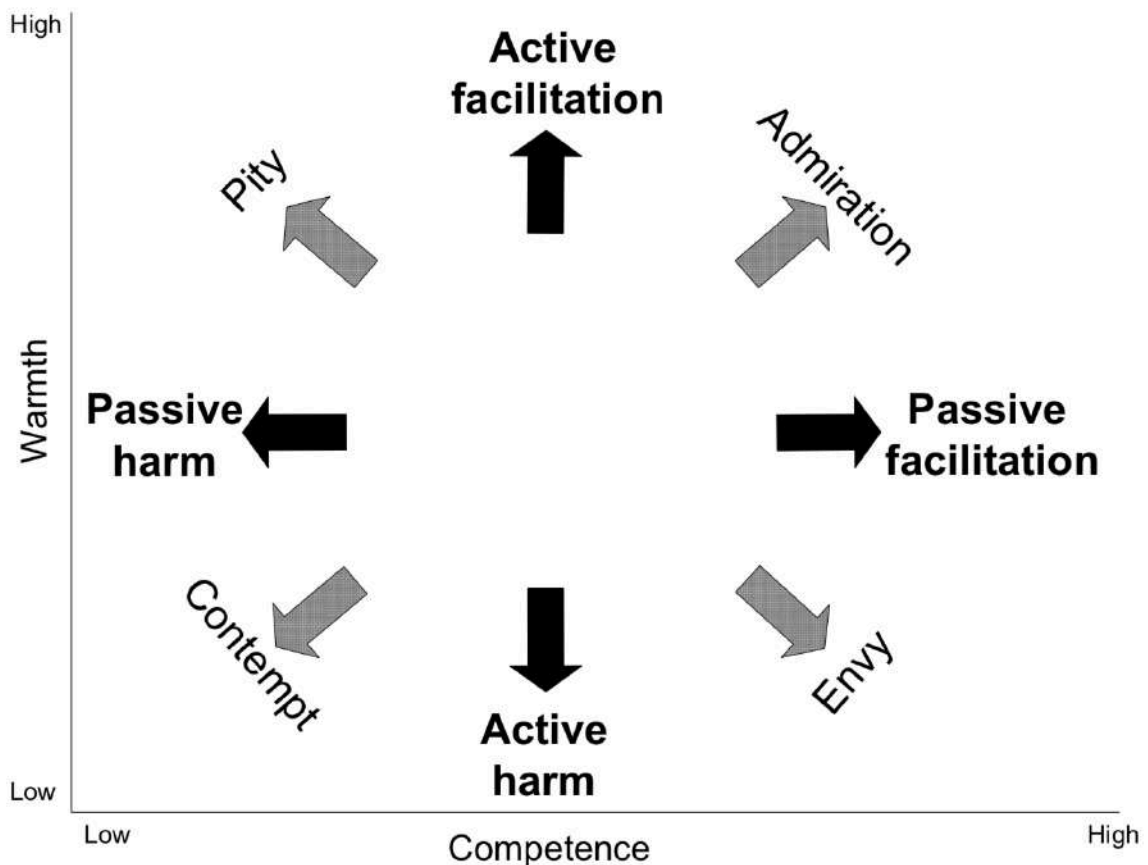 High
Active
facilitation
Admiration
Pity
Warmth
Passive
harm
Passive
facilitation
Contempt
Envy
Active
harm
Low
Low
Competence
High